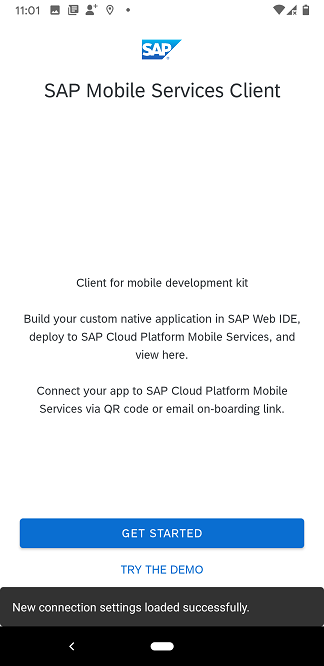 11:01
SAP
SAP Mobile Services Client
Client for mobile development kit
Build your custom native application in SAP Web IDE,
deploy to SAP Cloud Platform Mobile Services, and
view here.
Connect your app to SAP Cloud Platform Mobile
Services via QR code or email on-boarding link.
GET STARTED
TRY THE DEMO
New connection settings loaded successfully.